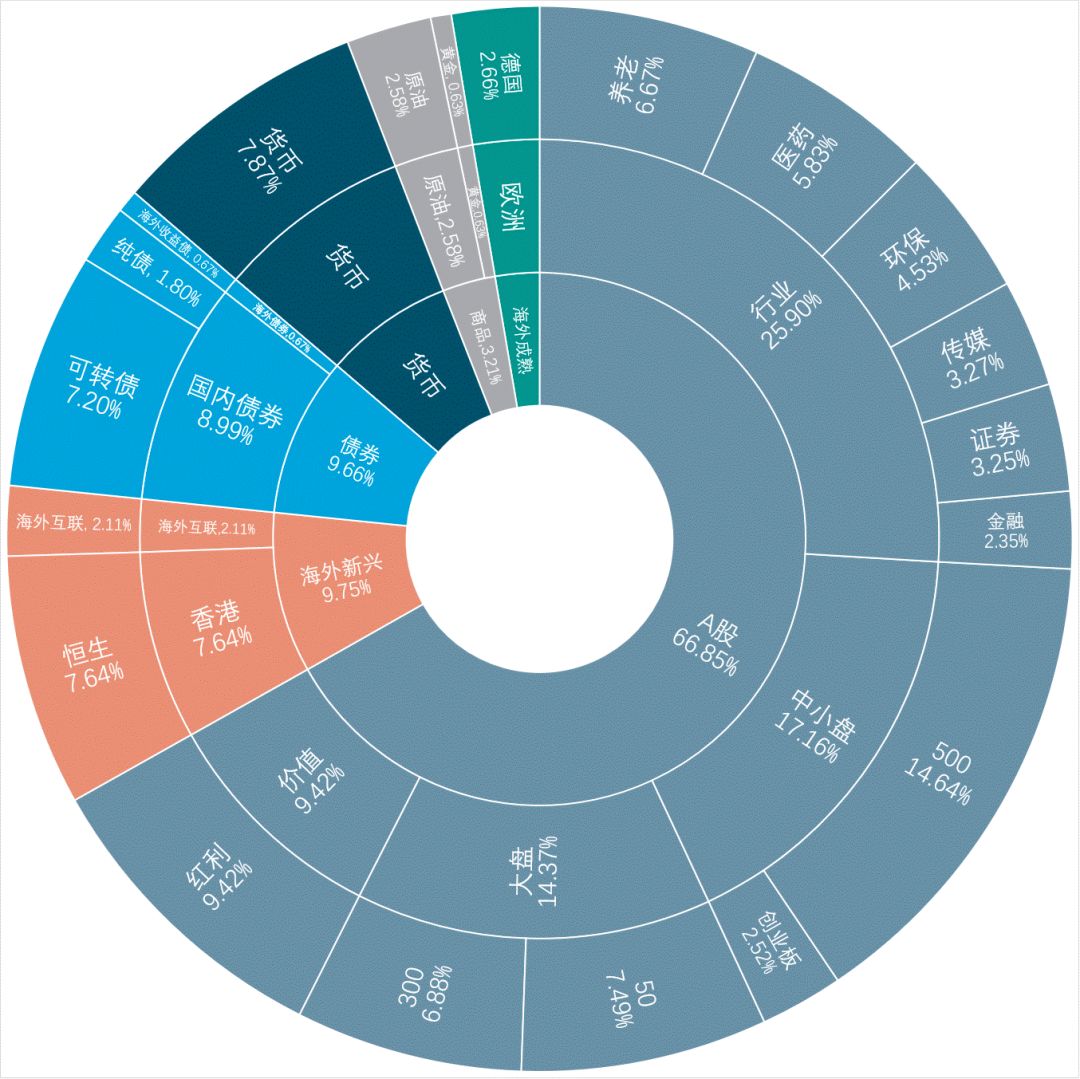 养老
6.67%
医药
5.83%
环保
4.53%
传媒
3.27%
证券
3.25%
金融
2.35%
500
14.64%
创业板
2.52%
50
7.49%
300
6.88%
红利
9.42%
恒生
7.64%
海外互联, 2.11%
可转债
7.20%
纯债, 1.80%
海外收益债, 0.67%
货币
7.87%
原油
2.58%
黄金, 0.63%
德国
2.66%
行业
25.90%
中小盘
17.16%
大盘
14.37%
价值
9.42%
香港
7.64%
海外互联,2.11%
国内债券
8.99%
海外债券,0.67%
货币
原油,2.58%
黄金,0.63%
欧洲
A股
66.85%
海外新兴
9.75%
债券
9.66%
货币
商品,3.21%
海外成熟